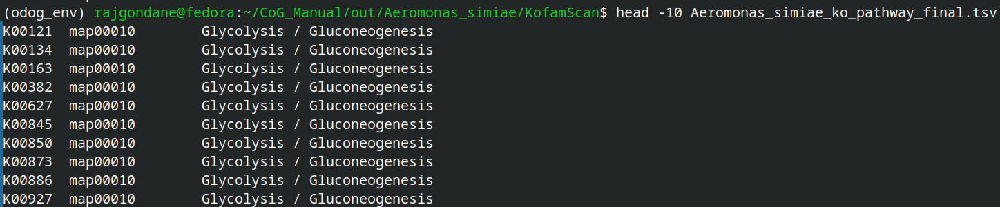 (odog_env) rajgondane@fedora:~/CoG_Manual/out/Aeromonas_simiae/KofamScan$ head -10 Aeromonas_simiae_ko_pathway_final.tsv
K00121 map00010 Glycolysis / Gluconeogenesis
K00134 map00010 Glycolysis / Gluconeogenesis
K00163 map00010 Glycolysis / Gluconeogenesis
K00382 map00010 Glycolysis / Gluconeogenesis
K00627 map00010 Glycolysis / Gluconeogenesis
K00845 map00010 Glycolysis / Gluconeogenesis
K00850 map00010 Glycolysis / Gluconeogenesis
K00873 map00010 Glycolysis / Gluconeogenesis
K00886 map00010 Glycolysis / Gluconeogenesis
K00927 map00010 Glycolysis / Gluconeogenesis